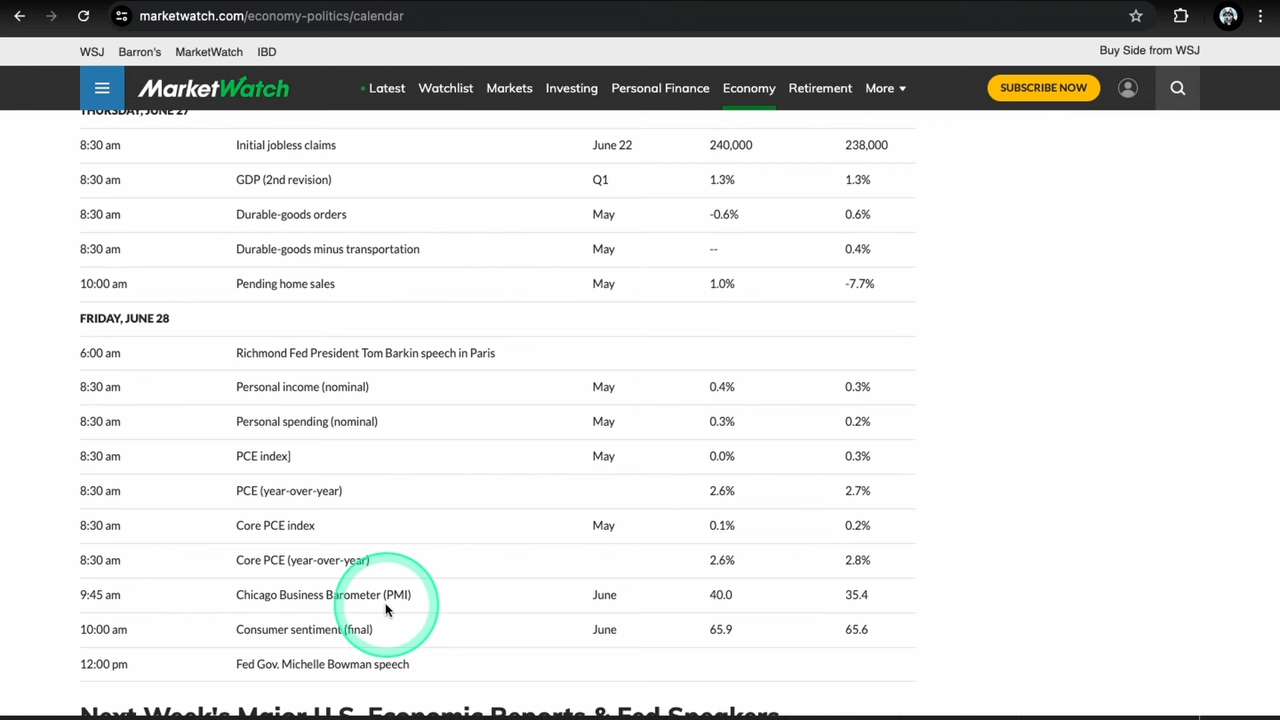 marketwatch.com/economy-politics/calendar
WSJ Barron's MarketWatch IBD Buy Side from WSJ
MarketWatch Latest Watchlist Markets Investing Personal Finance Economy Retirement More SUBSCRIBE NOW
THURSDAY, JUNE 27
8:30 am Initial jobless claims June 22 240,000 238,000
8:30 am GDP (2nd revision) Q1 1.3% 1.3%
8:30 am Durable-goods orders May -0.6% 0.6%
8:30 am Durable-goods minus transportation May -- 0.4%
10:00 am Pending home sales May 1.0% -7.7%
FRIDAY, JUNE 28
6:00 am Richmond Fed President Tom Barkin speech in Paris
8:30 am Personal income (nominal) May 0.4% 0.3%
8:30 am Personal spending (nominal) May 0.3% 0.2%
8:30 am PCE index] May 0.0% 0.3%
8:30 am PCE (year-over-year) 2.6% 2.7%
8:30 am Core PCE index May 0.1% 0.2%
8:30 am Core PCE (year-over-year) 2.6% 2.8%
9:45 am Chicago Business Barometer (PMI) June 40.0 35.4
10:00 am Consumer sentiment (final) June 65.9 65.6
12:00 pm Fed Gov. Michelle Bowman speech
Next Week's Major U.S. Economic Reports & Fed Speakers